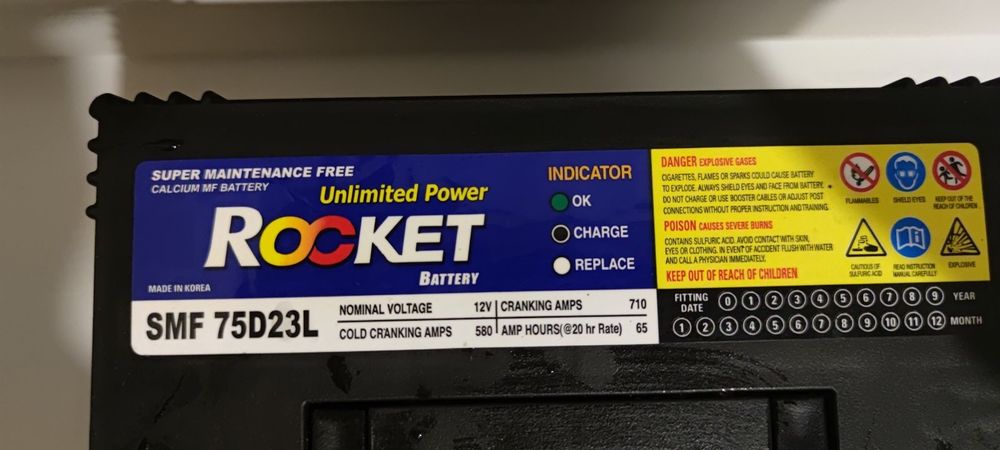 SUPER MAINTENANCE FREE
CALCIUM MF BATTERY
Unlimited Power
ROCKET
BATTERY
MADE IN KOREA
INDICATOR
OK
CHARGE
REPLACE
SMF 75D23L
NOMINAL VOLTAGE 12V
COLD CRANKING AMPS 580
CRANKING AMPS 710
AMP HOURS(@20 hr Rate) 65
DANGER EXPLOSIVE GASES
CIGARETTES, FLAMES OR SPARKS COULD CAUSE BATTERY
TO EXPLODE. ALWAYS SHIELD EYES AND FACE FROM BATTERY.
DO NOT CHARGE OR USE BOOSTER CABLES OR ADJUST POST
CONNECTIONS WITHOUT PROPER INSTRUCTION AND TRAINING.
POISON CAUSES SEVERE BURNS
CONTAINS SULFURIC ACID. AVOID CONTACT WITH SKIN,
EYES OR CLOTHING. IN EVENT OF ACCIDENT FLUSH WITH WATER
AND CALL A PHYSICIAN IMMEDIATELY.
KEEP OUT OF REACH OF CHILDREN
FLAMMABLES
SHIELD EYES
KEEP OUT OF THE
REACH OF CHILDREN
CAUTIOUS OF
SULFURIC ACID
READ INSTRUCTION
MANUAL CAREFULLY
EXPLOSIVE
FITTING
DATE
0 1 2 3 4 5 6 7 8 9 YEAR
1 2 3 4 5 6 7 8 9 10 11 12 MONTH